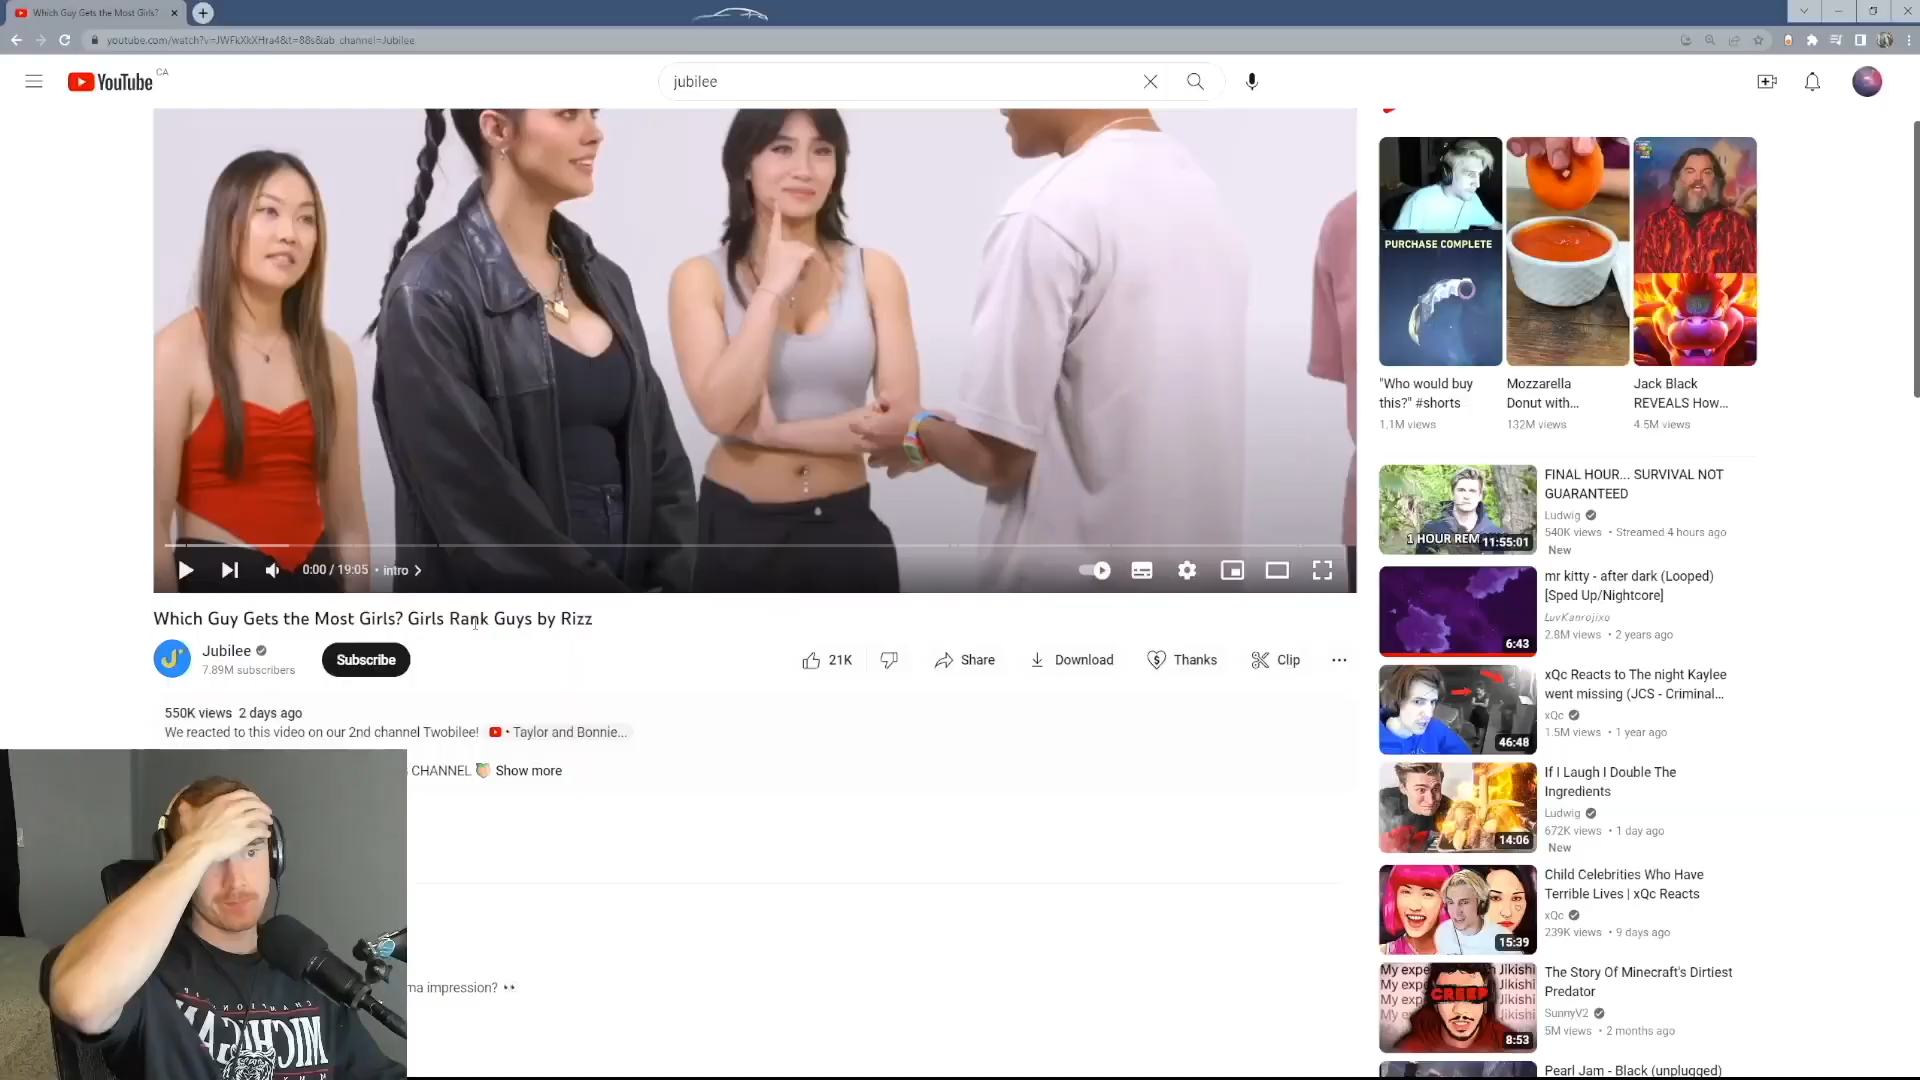 Which Guy Gets the Most Girls?
youtube.com/watch?v=JWFkXkXHra4&t=88s&ab_channel=Jubilee
YouTube
CA
jubilee
0:00 / 19:05 • intro
Which Guy Gets the Most Girls? Girls Rank Guys by Rizz
Jubilee
7.89M subscribers
Subscribe
21K
Share
Download
Thanks
Clip
550K views 2 days ago
We reacted to this video on our 2nd channel Twobilee! • Taylor and Bonnie...
CHANNEL 🍑 Show more
ma impression? 👀
PURCHASE COMPLETE
"Who would buy
this?" #shorts
1.1M views
Mozzarella
Donut with...
132M views
Jack Black
REVEALS How...
4.5M views
1 HOUR REM
11:55:01
FINAL HOUR... SURVIVAL NOT
GUARANTEED
Ludwig
540K views • Streamed 4 hours ago
New
6:43
mr kitty - after dark (Looped)
[Sped Up/Nightcore]
LuvKanrojixo
2.8M views • 2 years ago
46:48
xQc Reacts to The night Kaylee
went missing (JCS - Criminal...
xQc
1.5M views • 1 year ago
14:06
If I Laugh I Double The
Ingredients
Ludwig
672K views • 1 day ago
New
15:39
Child Celebrities Who Have
Terrible Lives | xQc Reacts
xQc
239K views • 9 days ago
My expe
Jikishi
CREEP
8:53
The Story Of Minecraft's Dirtiest
Predator
SunnyV2
5M views • 2 months ago
Pearl Jam - Black (unplugged)